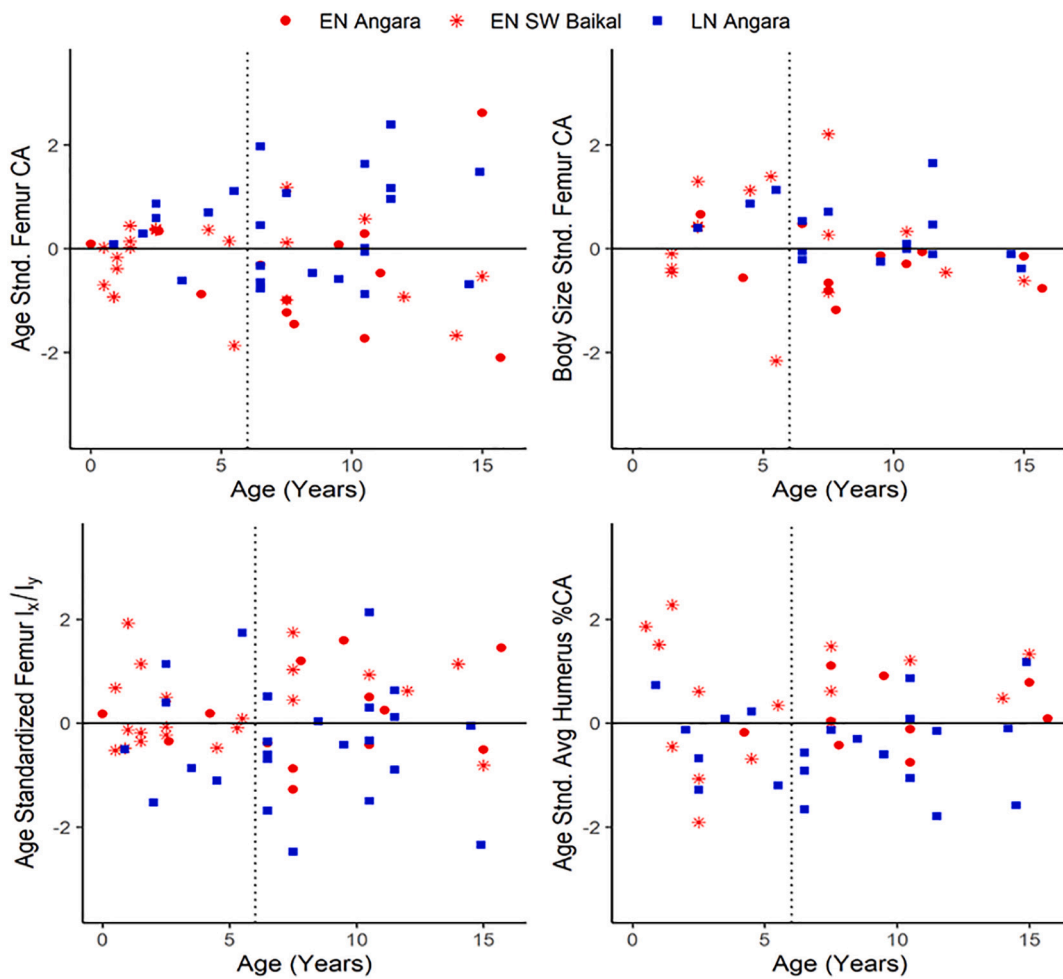 EN Angara EN SW Baikal LN Angara
Age Stnd. Femur CA
2
0
-2
0 5 10 15
Age (Years)
Body Size Stnd. Femur CA
2
0
-2
0 5 10 15
Age (Years)
Age Standardized Femur Ix/Iy
2
0
-2
0 5 10 15
Age (Years)
Age Stnd. Avg Humerus %CA
2
0
-2
0 5 10 15
Age (Years)